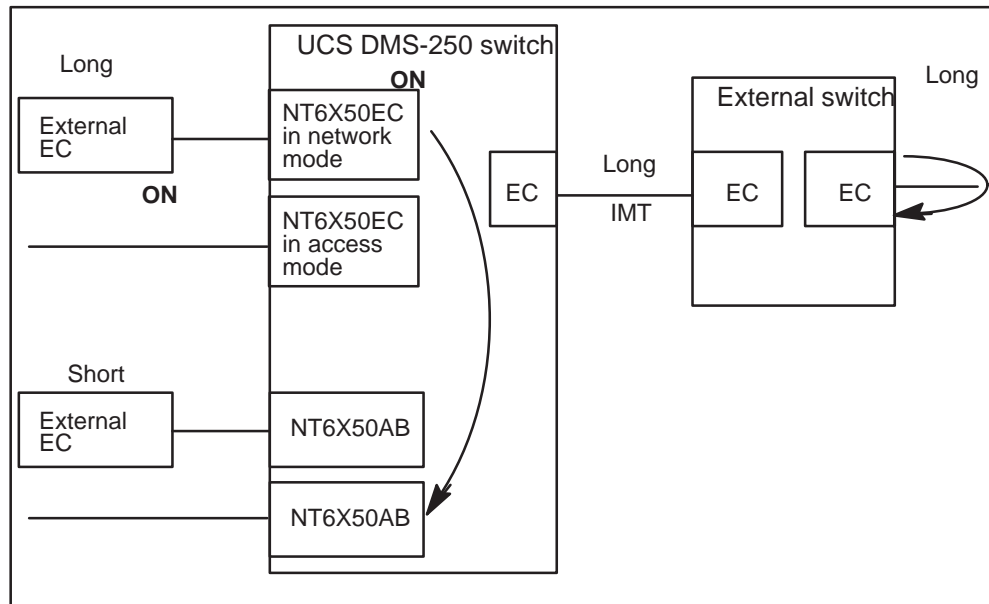 UCS DMS-250 switch
Long
ON
Long
External switch
NT6X50EC
in network
mode
External
EC
Long
EC
EC
EC
ON
IMT
NT6X50EC
in access
mode
Short
External
EC
NT6X50AB
NT6X50AB